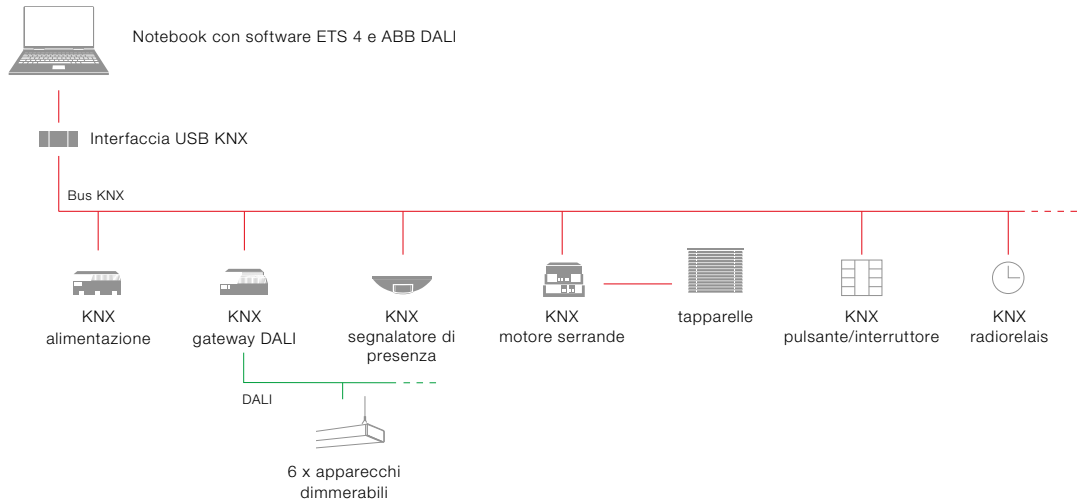 Notebook con software ETS 4 e ABB DALI
Interfaccia USB KNX
Bus KNX
KNX
alimentazione
KNX
gateway DALI
KNX
segnalatore di
presenza
KNX
motore serrande
tapparelle
KNX
pulsante/interruttore
KNX
radiorelais
DALI
6 x apparecchi
dimmerabili